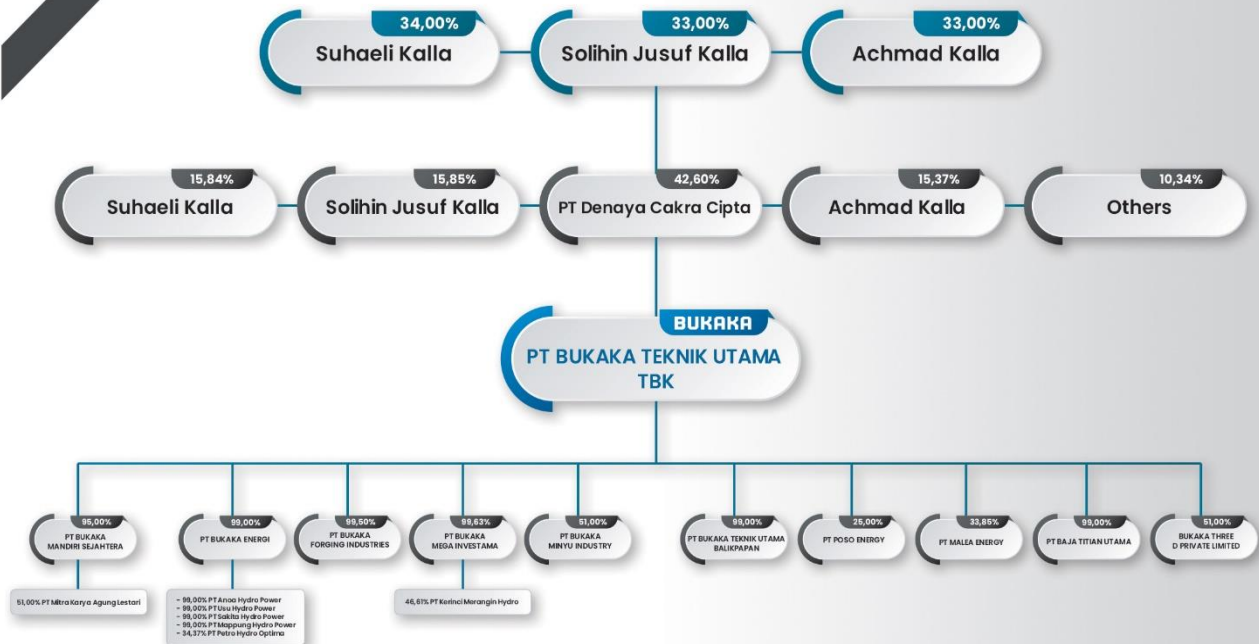 34,00%
Suhaeli Kalla
33,00%
Solihin Jusuf Kalla
33,00%
Achmad Kalla
15,84%
Suhaeli Kalla
15,85%
Solihin Jusuf Kalla
42,60%
PT Denaya Cakra Cipta
15,37%
Achmad Kalla
10,34%
Others
BUKAKA
PT BUKAKA TEKNIK UTAMA
TBK
95,00%
PT BUKAKA
MANDIRI SEJAHTERA
99,00%
PT BUKAKA ENERGI
99,50%
PT BUKAKA
FORGING INDUSTRIES
99,63%
PT BUKAKA
MEGA INVESTAMA
51,00%
PT BUKAKA
MINYU INDUSTRY
99,00%
PT BUKAKA TEKNIK UTAMA
BALIKPAPAN
25,00%
PT POSO ENERGY
33,85%
PT MALEA ENERGY
99,00%
PT BAJA TITIAN UTAMA
51,00%
BUKAKA THREE
D PRIVATE LIMITED
51,00% PT Mitra Karya Agung Lestari
- 99,00% PT Anoa Hydro Power
- 99,00% PT Usu Hydro Power
- 99,00% PT Sakita Hydro Power
- 99,00% PT Mappung Hydro Power
- 34,37% PT Petro Hydro Optima
46,61% PT Kerinci Merangin Hydro